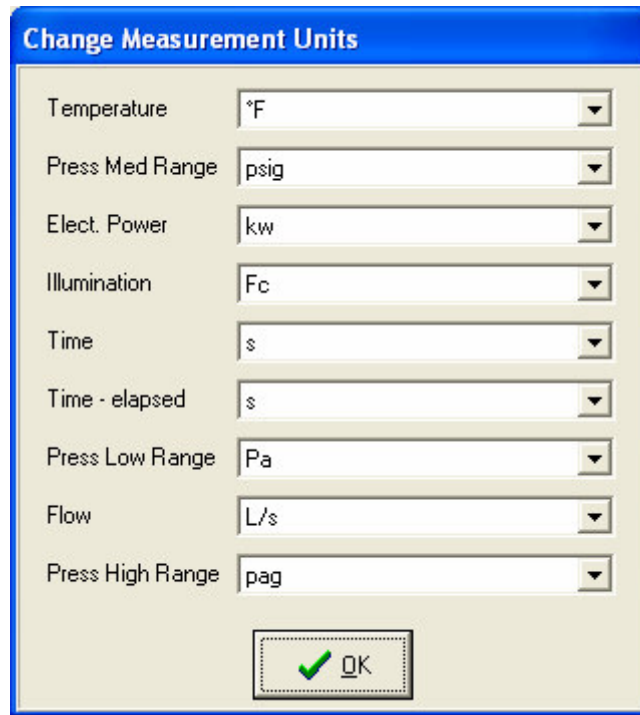 Change Measurement Units
Temperature °F
Press Med Range psig
Elect. Power kw
Illumination Fc
Time s
Time - elapsed s
Press Low Range Pa
Flow L/s
Press High Range pag
OK